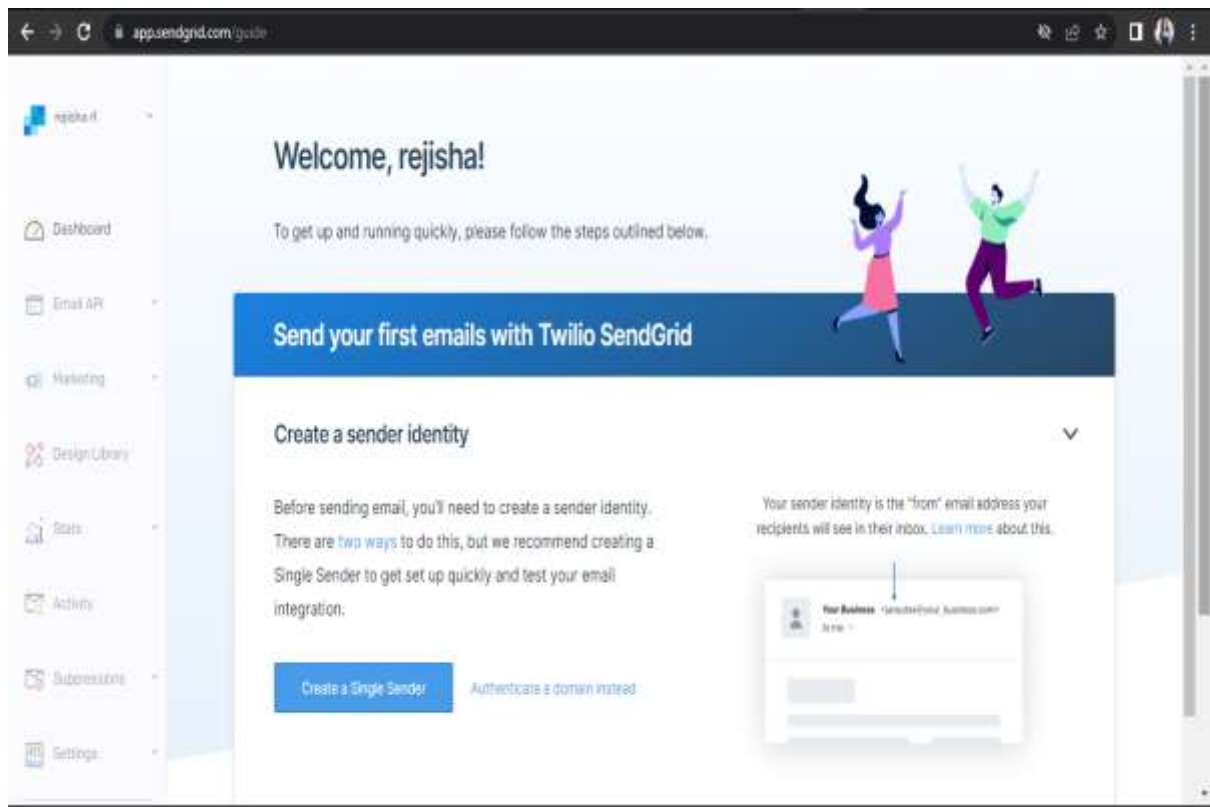 app.sendgrid.com/guide
Welcome, rejisha!
To get up and running quickly, please follow the steps outlined below.
Dashboard
Email API
Marketing
Design Library
Stats
Activity
Suppressions
Settings
Send your first emails with Twilio SendGrid
Create a sender identity
Before sending email, you'll need to create a sender identity.
There are two ways to do this, but we recommend creating a
Single Sender to get set up quickly and test your email
integration.
Create a Single Sender
Authenticate a domain instead
Your sender identity is the "from" email address your
recipients will see in their inbox. Learn more about this.
Your Business
to me